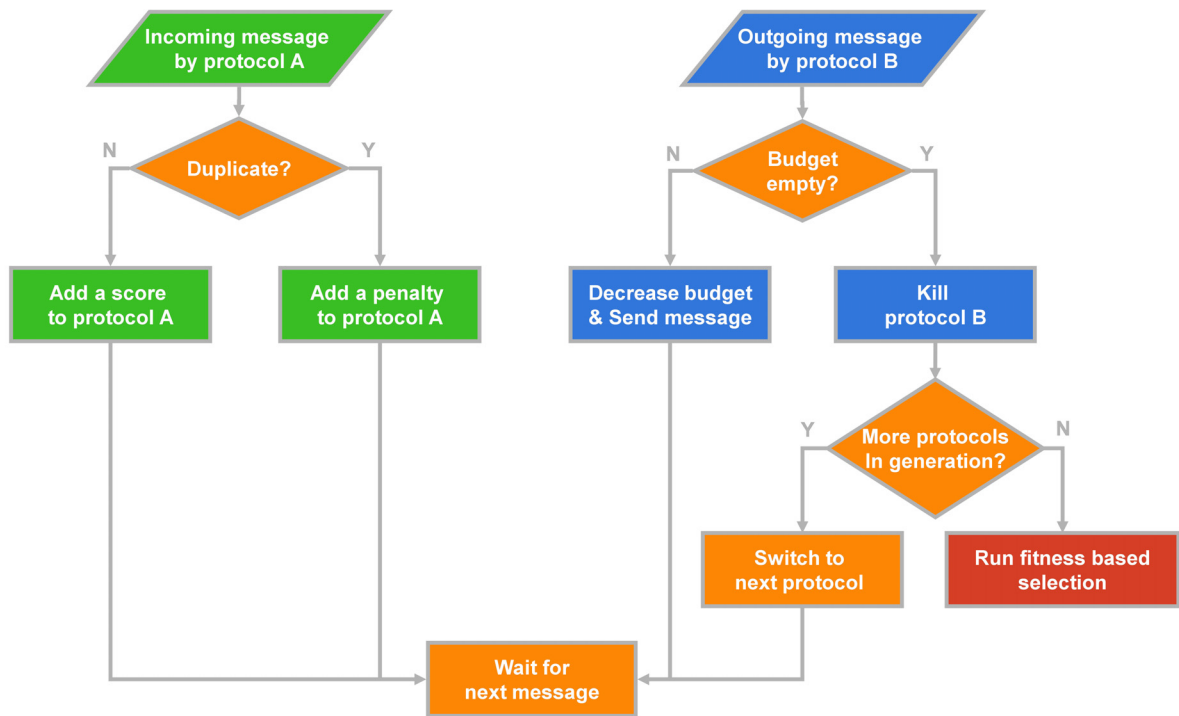 Incoming message
by protocol A
Outgoing message
by protocol B
N
Duplicate?
Y
N
Budget
empty?
Y
Add a score
to protocol A
Add a penalty
to protocol A
Decrease budget
& Send message
Kill
protocol B
Y
More protocols
In generation?
N
Switch to
next protocol
Run fitness based
selection
Wait for
next message